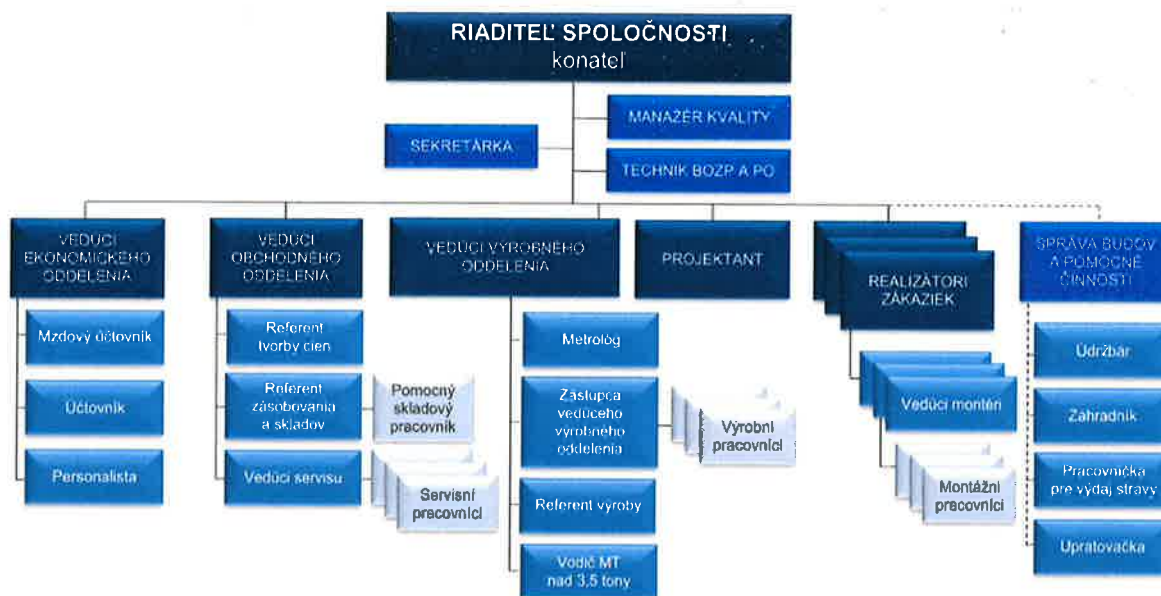 RIADITEĽ SPOLOČNOSTI
konateľ
MANAŽÉR KVALITY
SEKRETÁRKA
TECHNIK BOZP A PO
VEDÚCI
EKONOMICKÉHO
ODDELENIA
VEDÚCI
OBCHODNÉHO
ODDELENIA
VEDÚCI VÝROBNÉHO
ODDELENIA
PROJEKTANT
REALIZÁTORI
ZÁKAZIEK
SPRÁVA BUDOV
A POMOCNÉ
ČINNOSTI
Mzdový účtovník
Účtovník
Personalista
Referent
tvorby cien
Referent
zásobovania
a skladov
Pomocný
skladový
pracovník
Vedúci servisu
Servisní
pracovníci
Metrológ
Zástupca
vedúceho
výrobného
oddelenia
Výrobní
pracovníci
Referent výroby
Vodič MT
nad 3,5 tony
Vedúci montéri
Montážni
pracovníci
Údržbár
Záhradník
Pracovníčka
pre výdaj stravy
Upratovačka